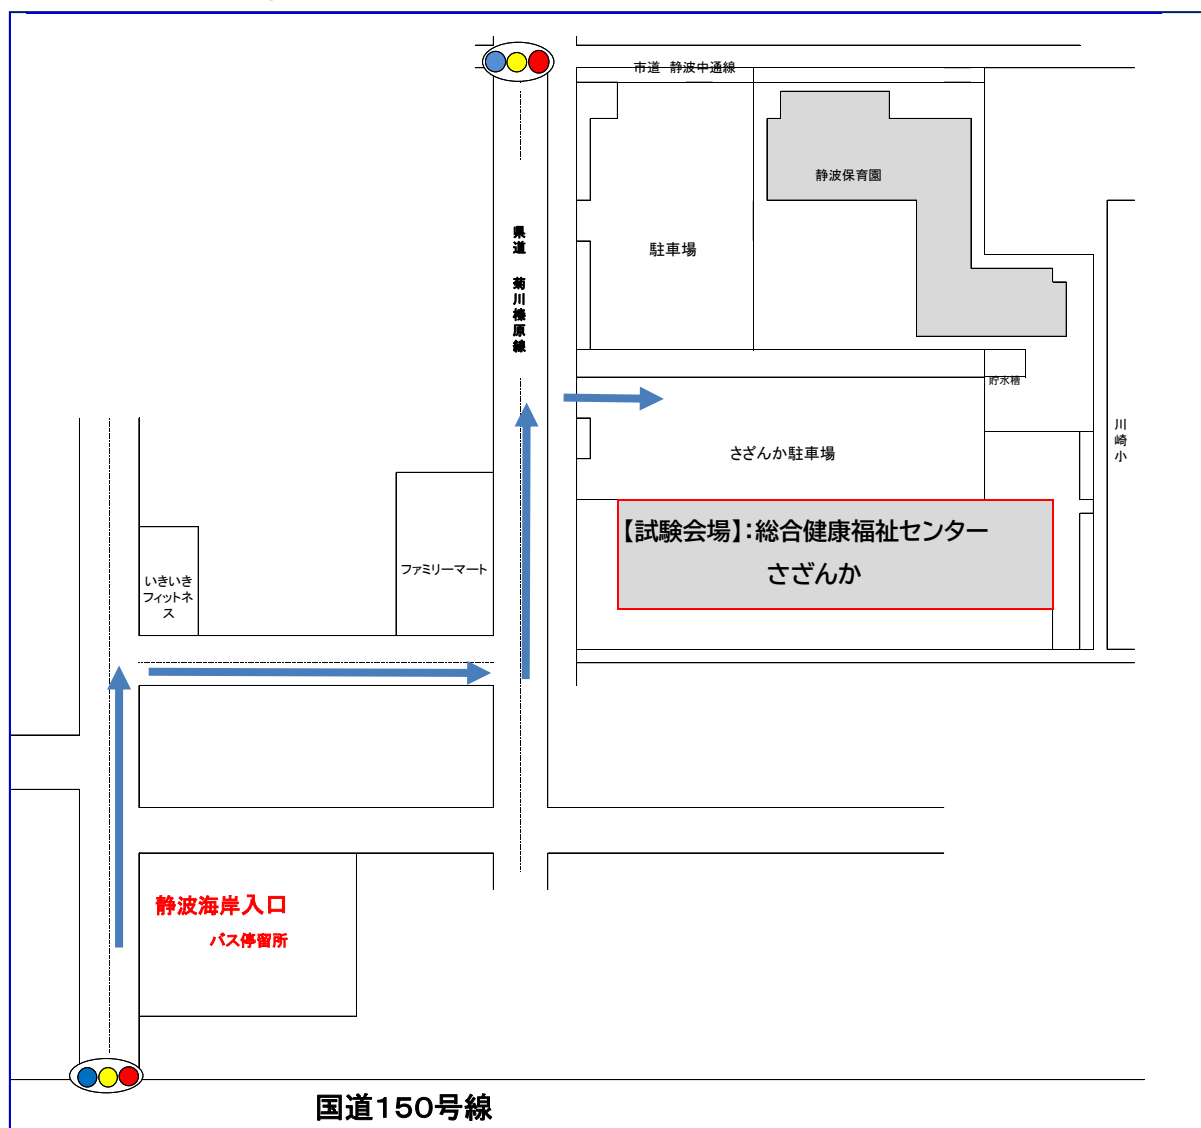 市道　静波中通線
静波保育園
駐車場
県道　菊川榛原線
貯水槽
川崎小
さざんか駐車場
【試験会場】：総合健康福祉センター
さざんか
ファミリーマート
いきいき
フィットネ
ス
静波海岸入口
バス停留所
国道１５０号線